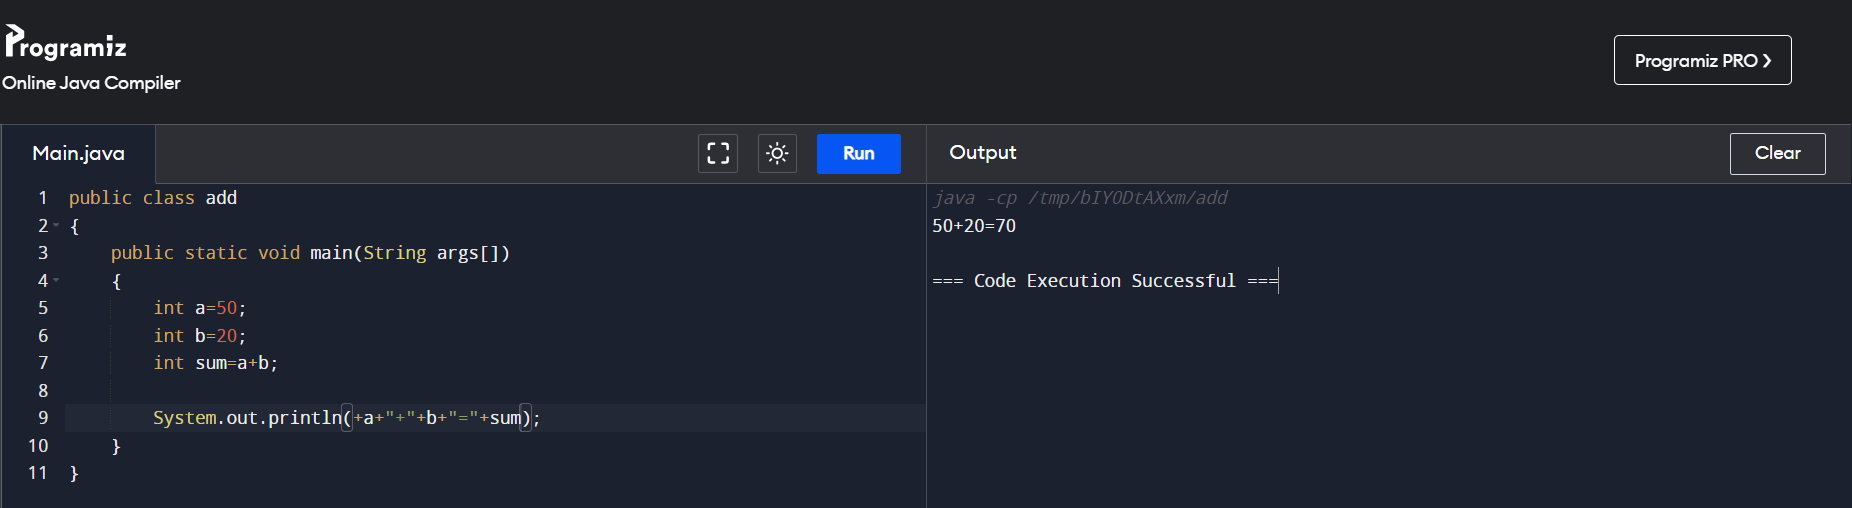 Programiz
Online Java Compiler
Programiz PRO ❯
Main.java
Run
Output
Clear
1 public class add
2 {
3     public static void main(String args[])
4     {
5         int a=50;
6         int b=20;
7         int sum=a+b;
8
9         System.out.println(+a+"+"+b+"="+sum);
10     }
11 }
java -cp /tmp/bIYODtAXxm/add
50+20=70
=== Code Execution Successful ===